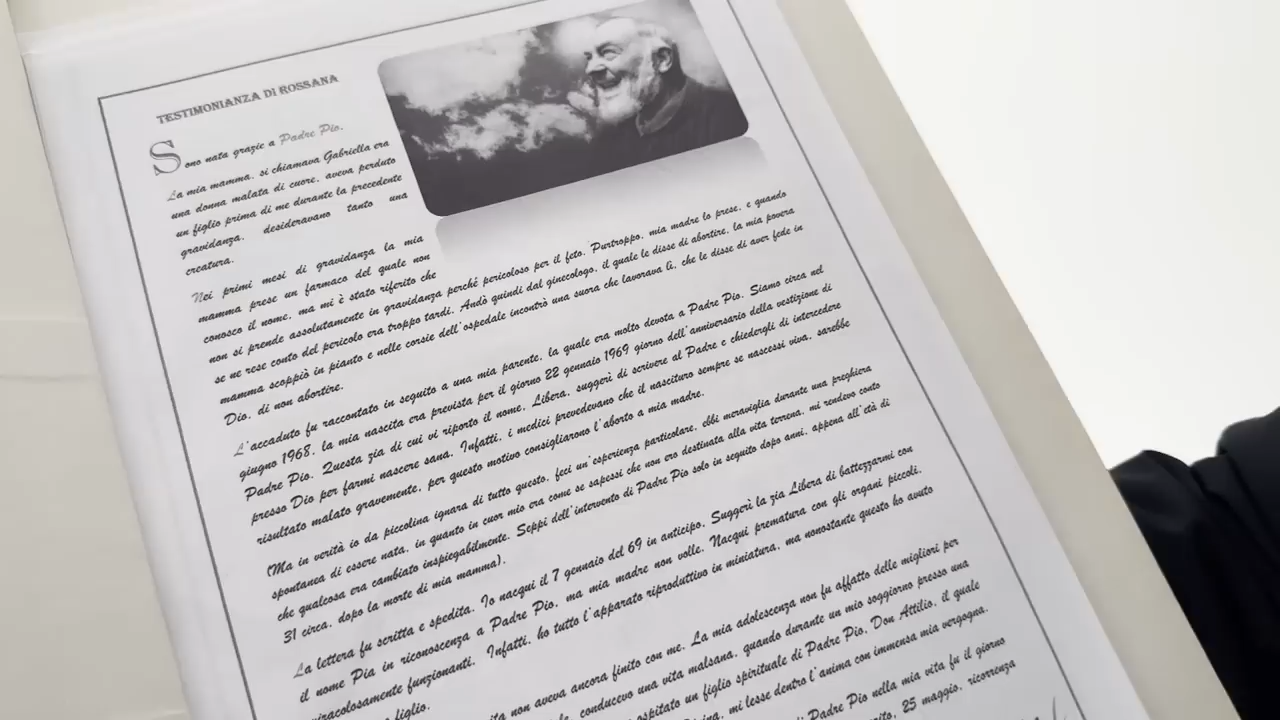 TESTIMONIANZA DI ROSSANA
Sono nata grazie a Padre Pio.
La mia mamma, si chiamava Gabriella era
una donna malata di cuore, aveva perduto
un figlio prima di me durante la precedente
gravidanza, desideravano tanto una
creatura.
Nei primi mesi di gravidanza la mia
mamma prese un farmaco del quale non
conosco il nome, ma mi è stato riferito che
non si prende assolutamente in gravidanza perché pericoloso per il feto. Purtroppo, mia madre lo prese, e quando
se ne rese conto del pericolo era troppo tardi. Andò quindi dal ginecologo, il quale le disse di abortire, la mia povera
mamma scoppiò in pianto e nelle corsie dell'ospedale incontrò una suora che lavorava lì, che le disse di aver fede in
Dio, di non abortire.
L'accaduto fu raccontato in seguito a una mia parente, la quale era molto devota a Padre Pio. Siamo circa nel
giugno 1968, la mia nascita era prevista per il giorno 22 gennaio 1969 giorno dell'anniversario della vestizione di
Padre Pio. Questa zia di cui vi riporto il nome, Libera, suggerì di scrivere al Padre e chiedergli di intercedere
presso Dio per farmi nascere sana. Infatti, i medici prevedevano che il nascituro sempre se nascessi viva, sarebbe
risultato malato gravemente, per questo motivo consigliarono l'aborto a mia madre.
(Ma in verità io da piccolina ignara di tutto questo, feci un'esperienza particolare, ebbi meraviglia durante una preghiera
spontanea di essere nata, in quanto in cuor mio era come se sapessi che non ero destinata alla vita terrena, mi rendevo conto
che qualcosa era cambiato inspiegabilmente. Seppi dell'intervento di Padre Pio solo in seguito dopo anni, appena all'età di
31 circa, dopo la morte di mia mamma).
La lettera fu scritta e spedita. Io nacqui il 7 gennaio del 69 in anticipo. Suggerì la zia Libera di battezzarmi con
il nome Pia in riconoscenza a Padre Pio, ma mia madre non volle. Nacqui prematura con gli organi piccoli,
miracolosamente funzionanti. Infatti, ho tutto l'apparato riproduttivo in miniatura, ma nonostante questo ho avuto
figlio.
non aveva ancora finito con me. La mia adolescenza non fu affatto delle migliori per
conducevo una vita malsana, quando durante un mio soggiorno presso una
ospitato un figlio spirituale di Padre Pio, Don Attilio, il quale
mi lesse dentro l'anima con immensa mia vergogna.
di Padre Pio nella mia vita fu il giorno
25 maggio, ricorrenza